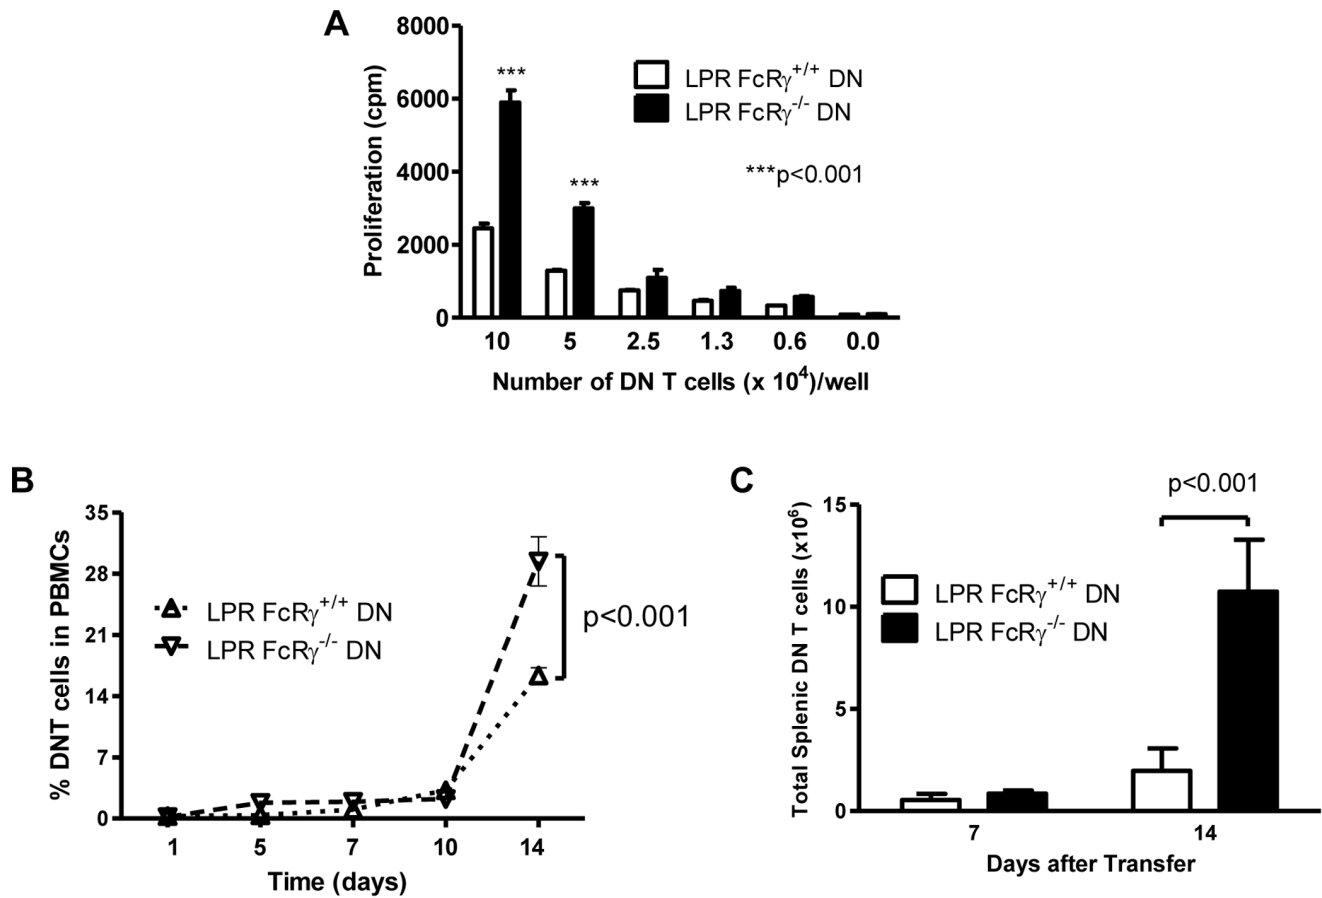 A
8000
6000
4000
2000
0
Proliferation (cpm)
***
***
LPR FcRγ+/+ DN
LPR FcRγ-/- DN
***p<0.001
10 5 2.5 1.3 0.6 0.0
Number of DN T cells (x 10⁴)/well
B
35
28
21
14
7
0
% DNT cells in PBMCs
LPR FcRγ+/+ DN
LPR FcRγ-/- DN
p<0.001
1 5 7 10 14
Time (days)
C
p<0.001
15
10
5
0
Total Splenic DN T cells (x10⁶)
LPR FcRγ+/+ DN
LPR FcRγ-/- DN
7 14
Days after Transfer